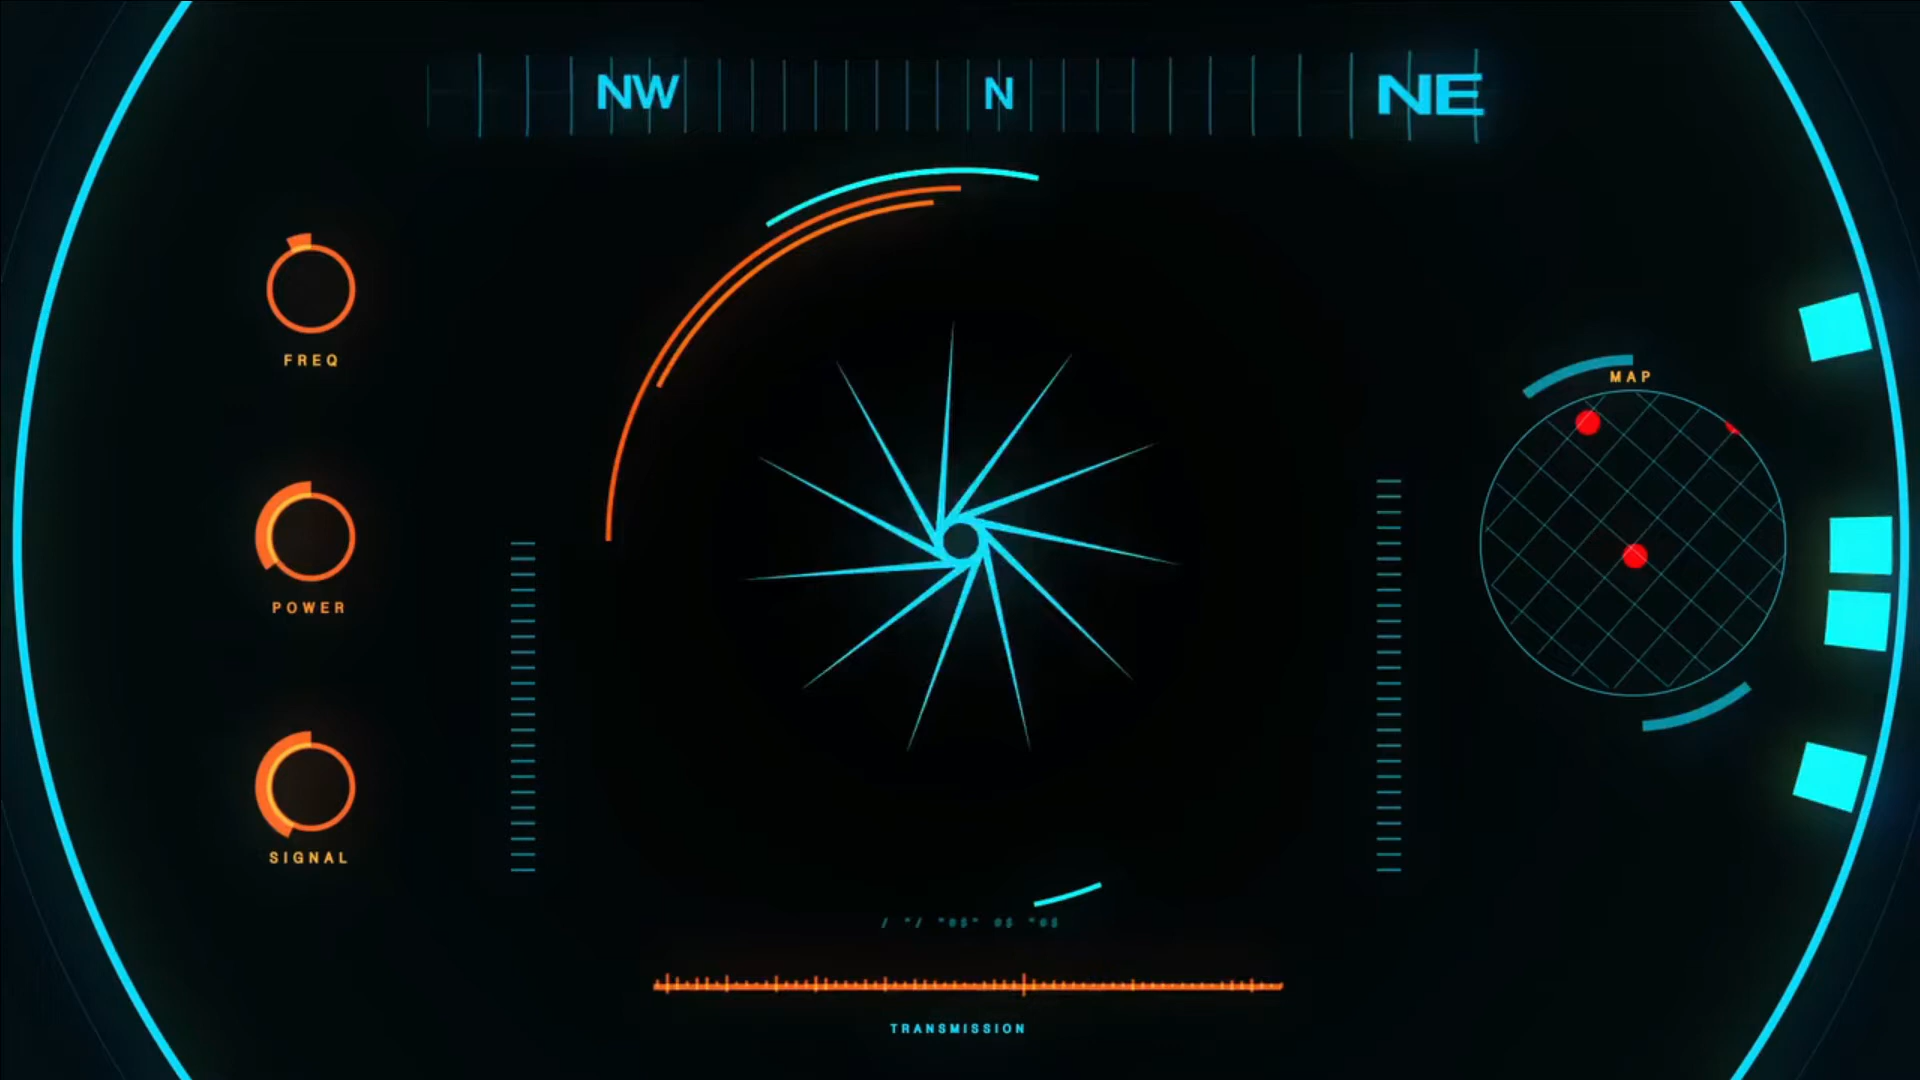 NW N NE
FREQ
MAP
POWER
SIGNAL
TRANSMISSION